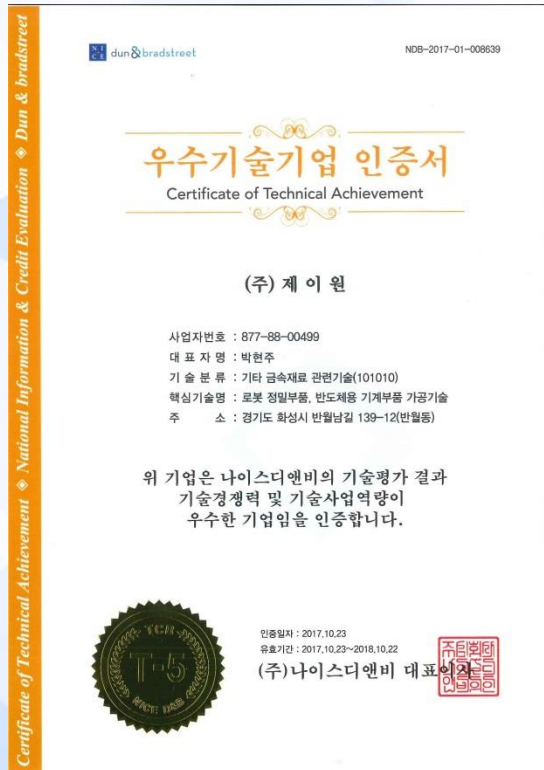 NICE dun&bradstreet
NDB-2017-01-008639
우수기술기업 인증서
Certificate of Technical Achievement
(주) 제 이 원
사업자번호 : 877-88-00499
대 표 자 명 : 박현주
기 술 분 류 : 기타 금속재료 관련기술(101010)
핵심기술명 : 로봇 정밀부품, 반도체용 기계부품 가공기술
주 소 : 경기도 화성시 반월남길 139-12(반월동)
위 기업은 나이스디앤비의 기술평가 결과
기술경쟁력 및 기술사업역량이
우수한 기업임을 인증합니다.
인증일자 : 2017.10.23
유효기간 : 2017.10.23~2018.10.22
(주)나이스디앤비 대표이사
TCB
T-5
NICE D&B
Certificate of Technical Achievement ◈ National Information & Credit Evaluation ◈ Dun & bradstreet